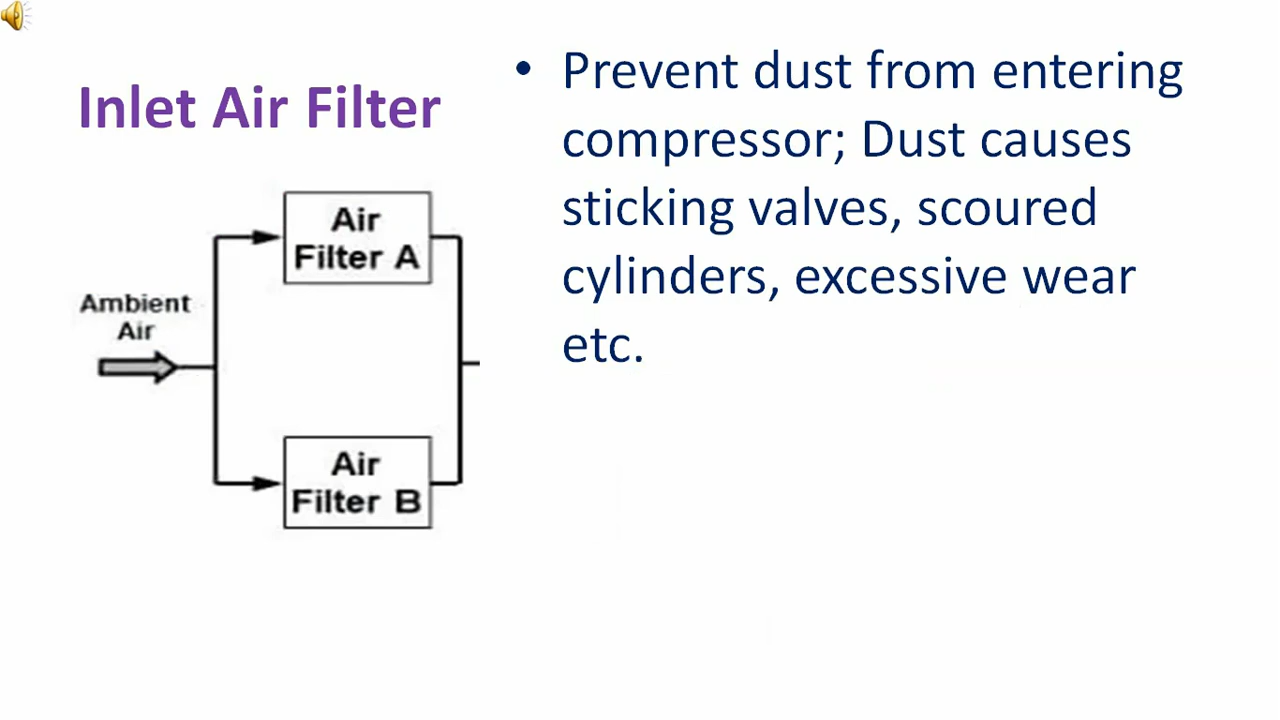 Inlet Air Filter
Air
Filter A
Ambient
Air
Air
Filter B
• Prevent dust from entering
compressor; Dust causes
sticking valves, scoured
cylinders, excessive wear
etc.